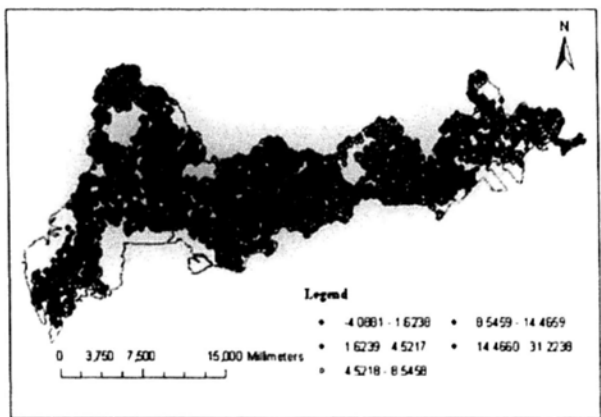 N
Legend
-4.0881 - 1.6238
8.5459 - 14.4659
1.6239 - 4.5217
14.4660 - 31.2238
4.5218 - 8.5458
0 3,750 7,500 15,000 Millimeters